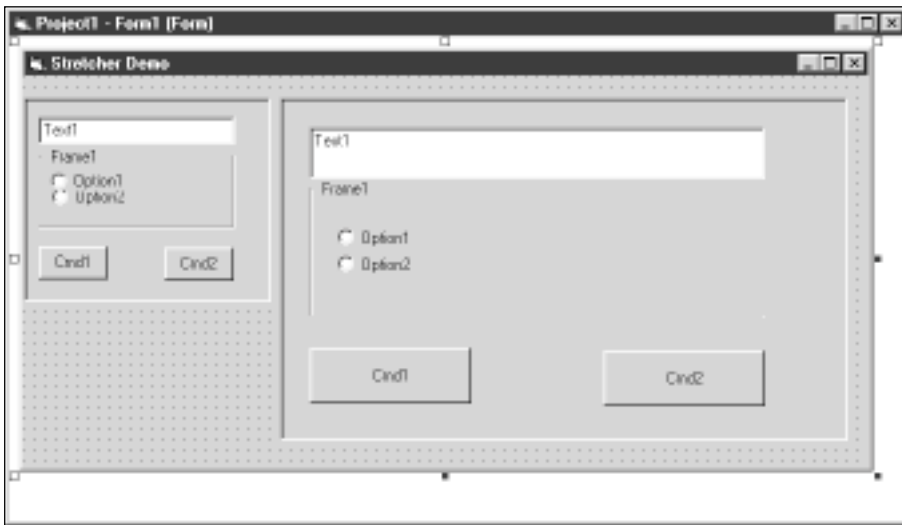 Project1 - Form1 (Form)
Stretcher Demo
Text1
Frame1
Option1
Option2
Cmd1
Cmd2
Text1
Frame1
Option1
Option2
Cmd1
Cmd2